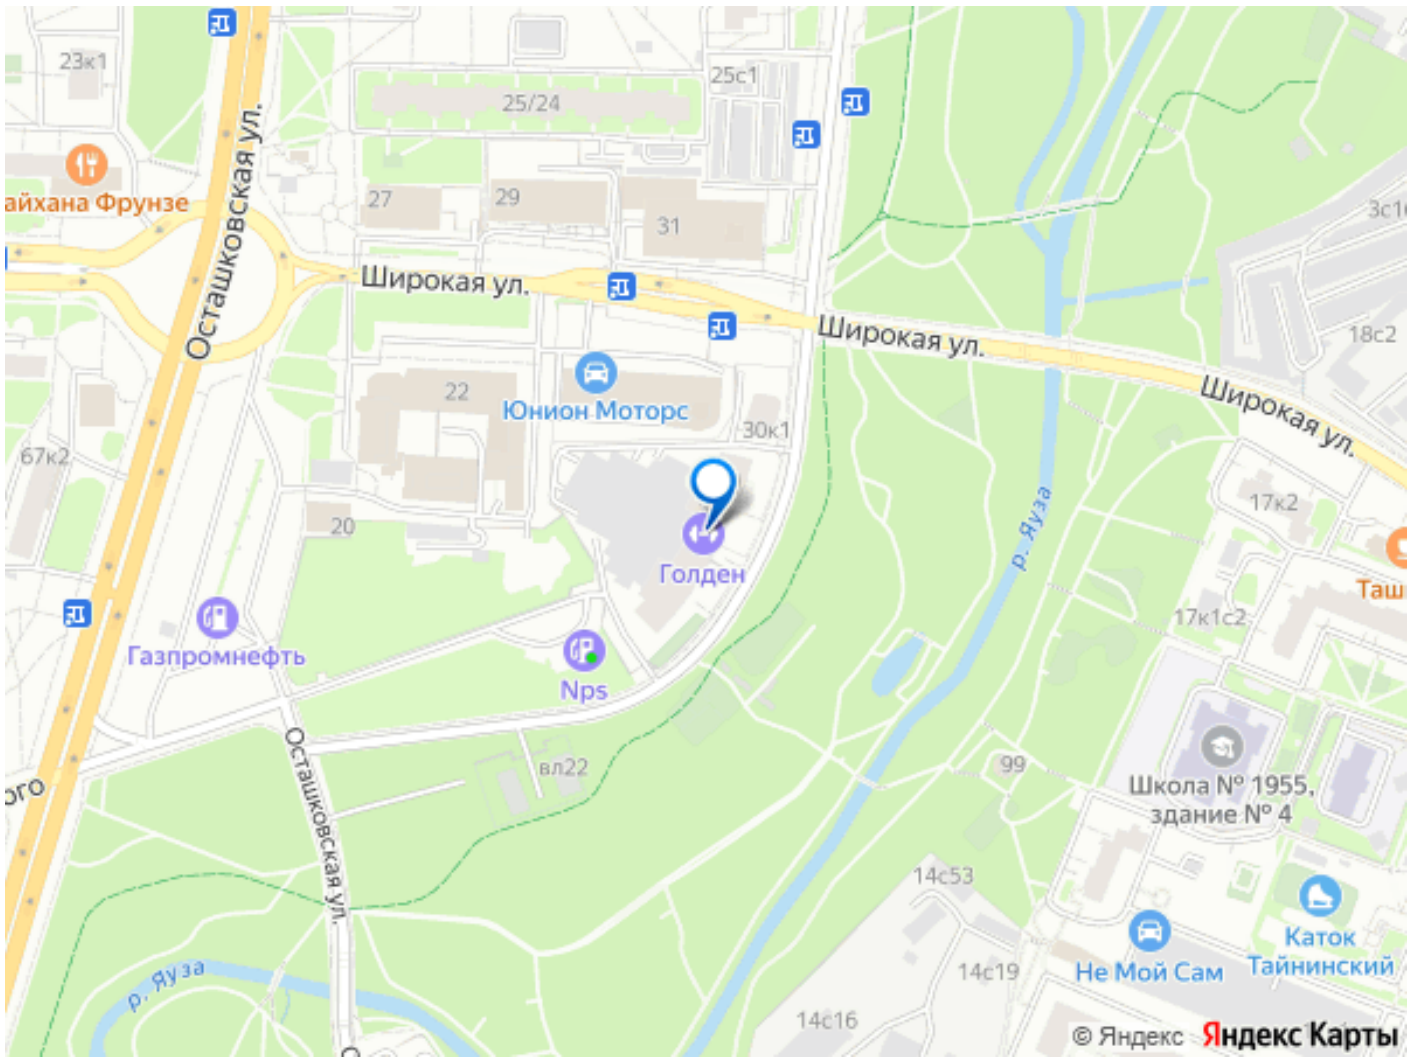 23к1
25с1
25/24
Осташковская ул.
айхана Фрунзе
27
29
31
3с16
Широкая ул.
Широкая ул.
18с2
Широкая ул.
22
Юнион Моторс
30к1
67к2
20
17к2
р. Яуза
Голден
Таш
17к1с2
Газпромнефть
Nps
Осташковская ул.
вл22
99
ого
Школа № 1955,
здание № 4
14с53
р. Яуза
Каток
Тайнинский
14с19
Не Мой Сам
14с16
© Яндекс Яндекс Карты